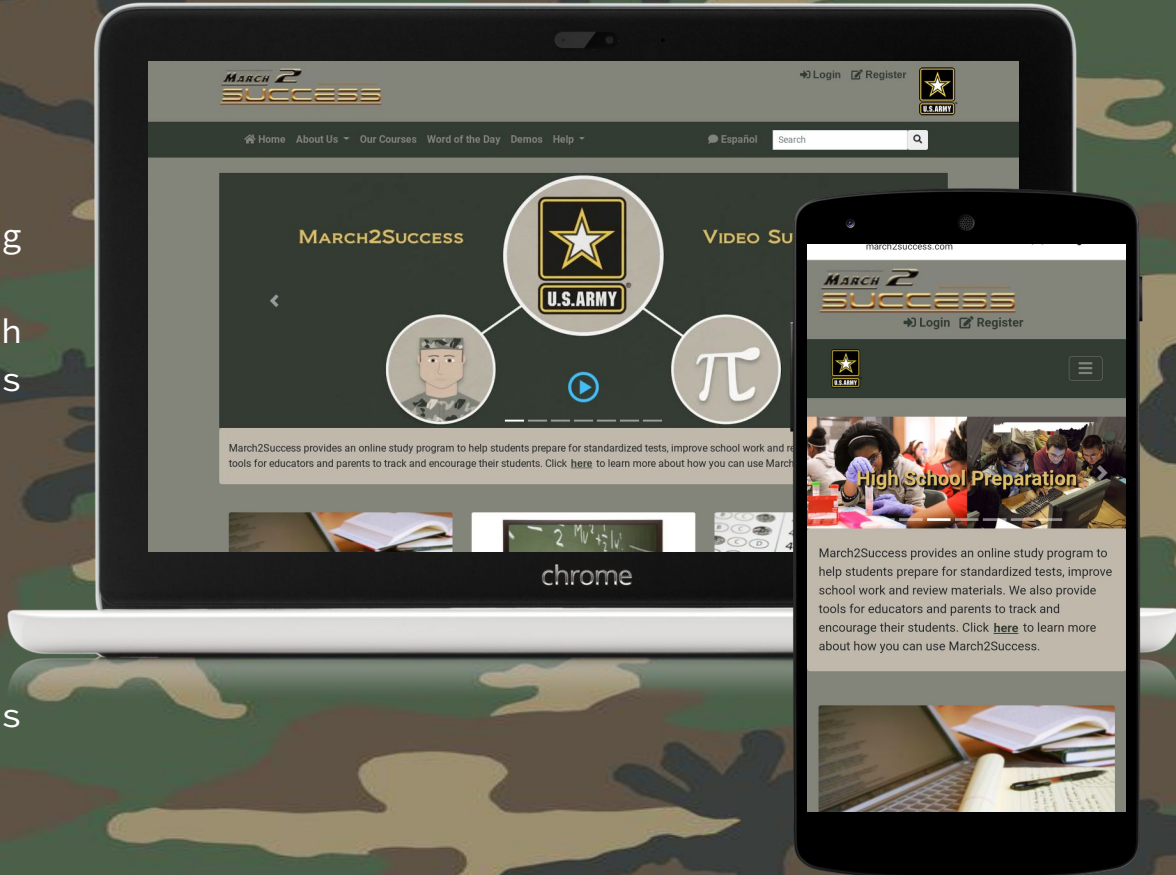 g
h
s
s
MARCH 2
SUCCESS
Login Register
U.S.ARMY
Home About Us Our Courses Word of the Day Demos Help Español Search
MARCH2SUCCESS
VIDEO SU
U.S.ARMY
π
March2Success provides an online study program to help students prepare for standardized tests, improve school work and re
tools for educators and parents to track and encourage their students. Click here to learn more about how you can use March
chrome
march2success.com
MARCH 2
SUCCESS
Login Register
U.S.ARMY
High School Preparation
March2Success provides an online study program to
help students prepare for standardized tests, improve
school work and review materials. We also provide
tools for educators and parents to track and
encourage their students. Click here to learn more
about how you can use March2Success.